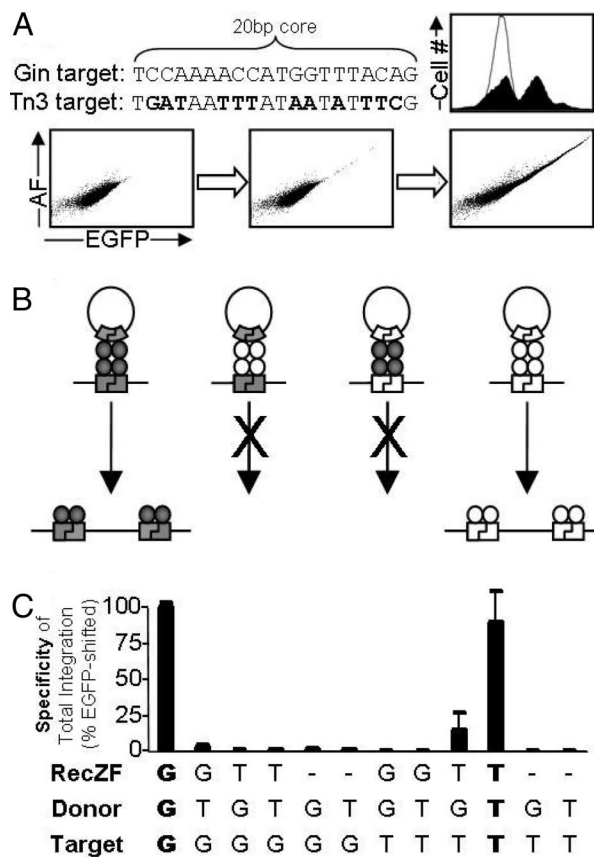 A
20bp core
Gin target: TCCAAAACCATGGTTTACAG
Tn3 target: TGATAATTTATAATATTTCG
Cell #
AF
EGFP
B
X X
C
Specificity of
Total Integration
(% EGFP-shifted)
100
75
50
25
0
RecZF G G T T - - G G T T - -
Donor G T G T G T G T G T G T
Target G G G G G G T T T T T T